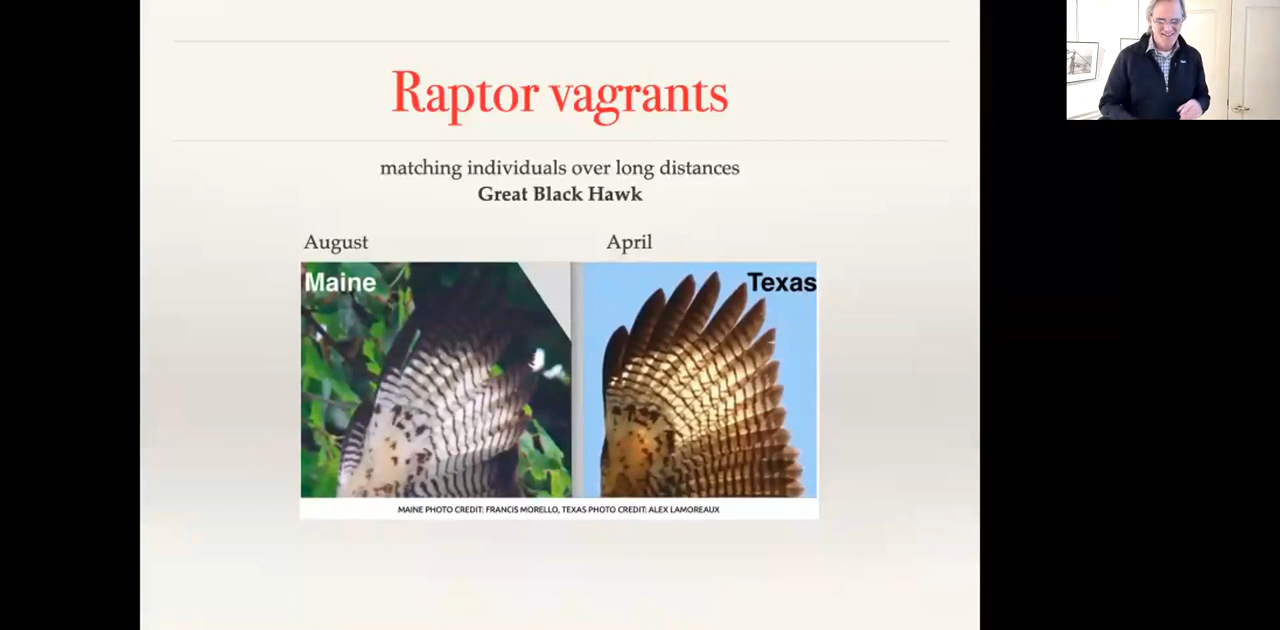 Raptor vagrants
matching individuals over long distances
Great Black Hawk
August
April
Maine
Texas
MAINE PHOTO CREDIT: FRANCIS MORELLO, TEXAS PHOTO CREDIT: ALEX LAMOREAUX